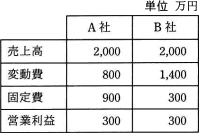 単位 万円
A社 B社
売上高 2,000 2,000
変動費 800 1,400
固定費 900 300
営業利益 300 300